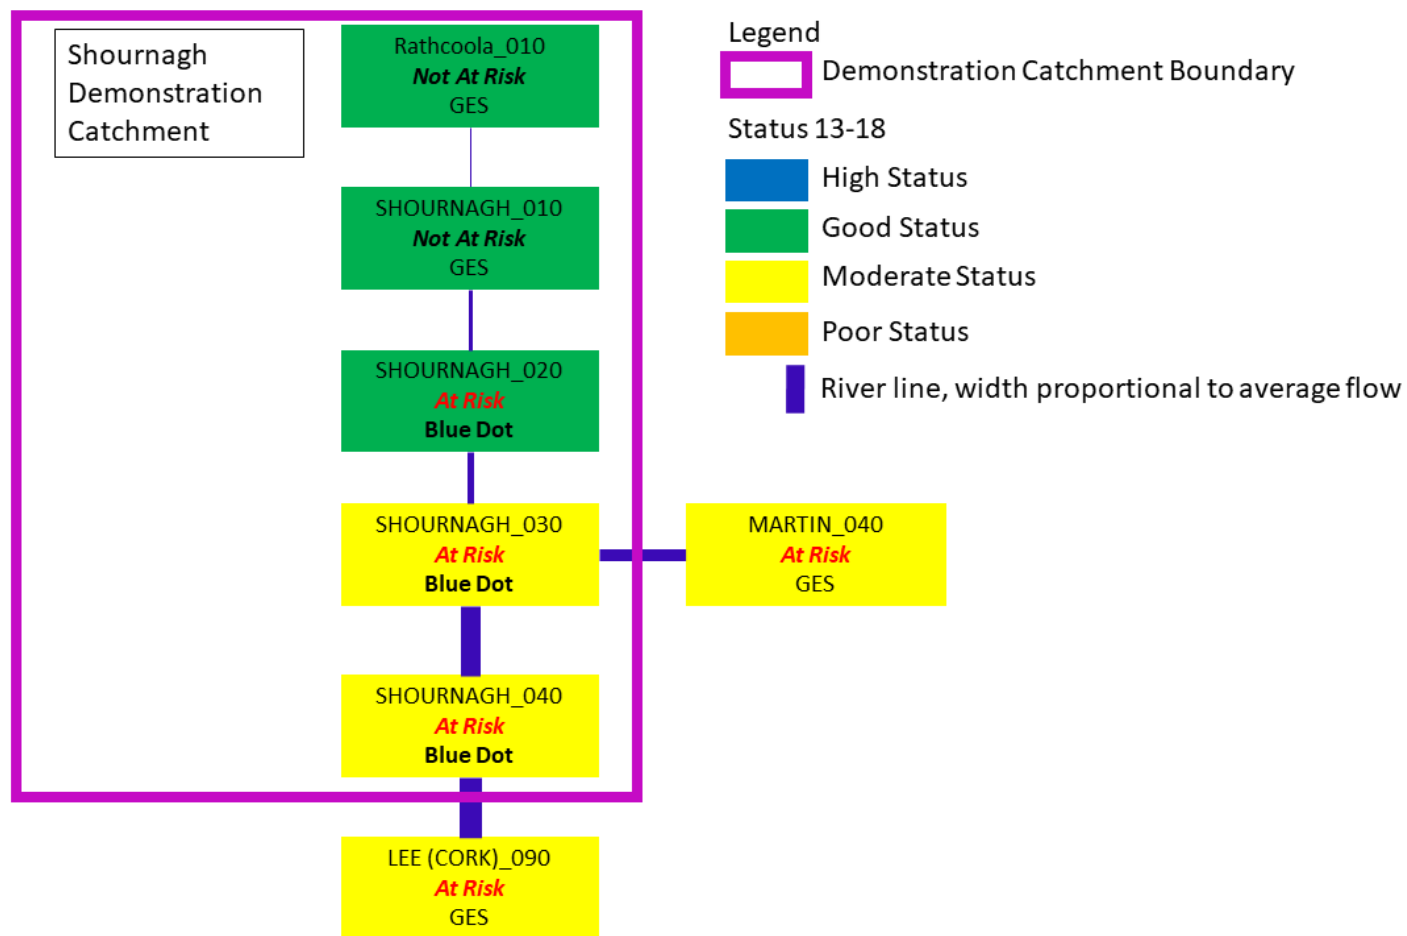 Shournagh
Demonstration
Catchment
Rathcoola_010
Not At Risk
GES
SHOURNAGH_010
Not At Risk
GES
SHOURNAGH_020
At Risk
Blue Dot
SHOURNAGH_030
At Risk
Blue Dot
MARTIN_040
At Risk
GES
SHOURNAGH_040
At Risk
Blue Dot
LEE (CORK)_090
At Risk
GES
Legend
Demonstration Catchment Boundary
Status 13-18
High Status
Good Status
Moderate Status
Poor Status
River line, width proportional to average flow